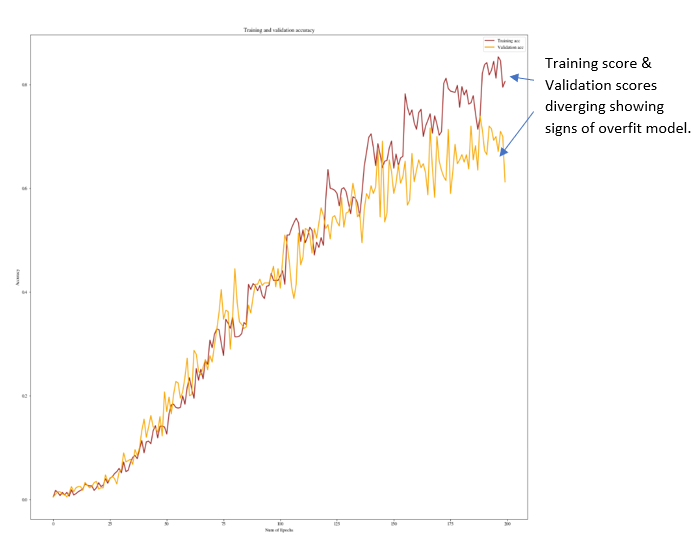 Training and validation accuracy
Training acc
Validation acc
Training score &
Validation scores
diverging showing
signs of overfit model.
0.8
0.6
0.4
0.2
0.0
Accuracy
0
25
50
75
100
125
150
175
200
Num of Epochs